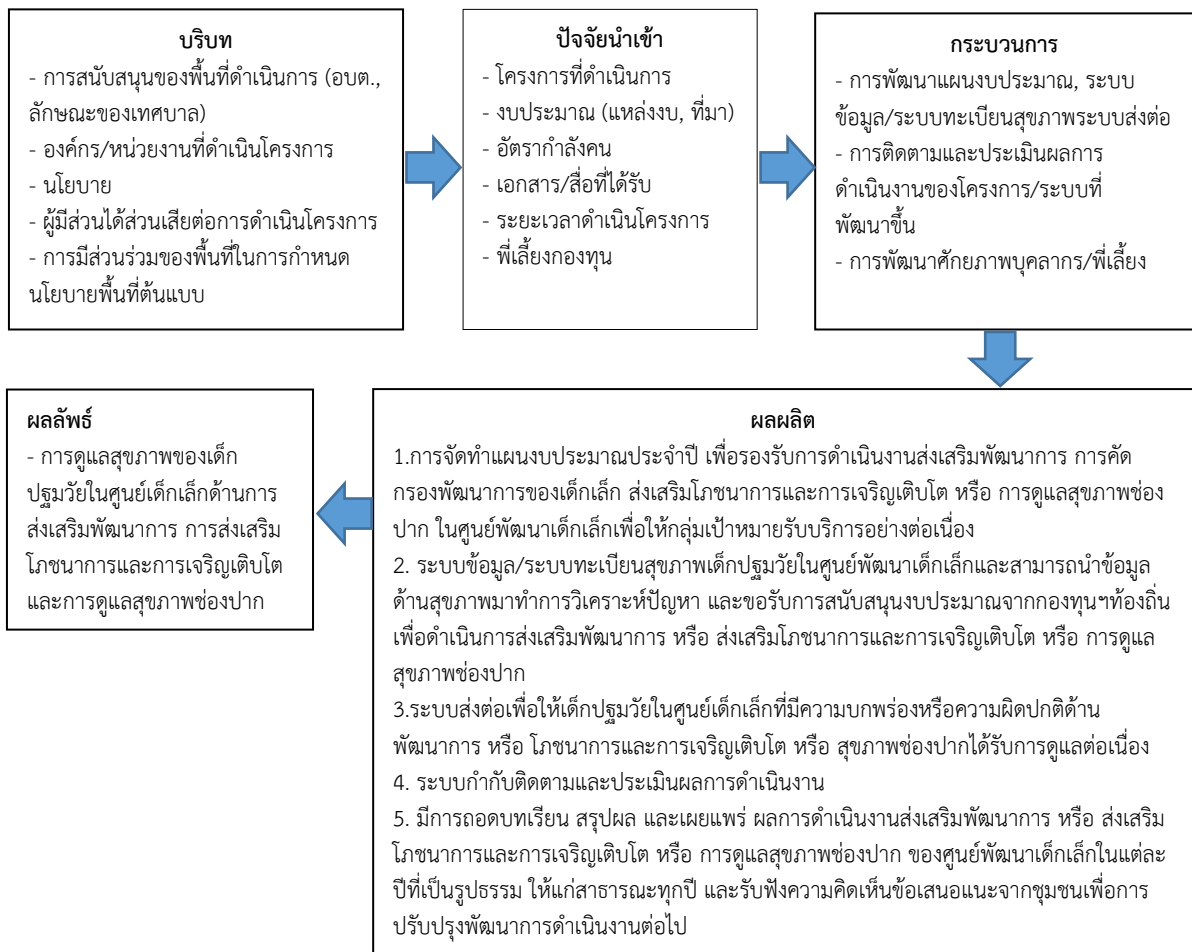 บริบท
- การสนับสนุนของพื้นที่ดำเนินการ (อบต.,
ลักษณะของเทศบาล)
- องค์กร/หน่วยงานที่ดำเนินโครงการ
- นโยบาย
- ผู้มีส่วนได้ส่วนเสียต่อการดำเนินโครงการ
- การมีส่วนร่วมของพื้นที่ในการกำหนด
นโยบายพื้นที่ต้นแบบ
ปัจจัยนำเข้า
- โครงการที่ดำเนินการ
- งบประมาณ (แหล่งงบ, ที่มา)
- อัตรากำลังคน
- เอกสาร/สื่อที่ได้รับ
- ระยะเวลาดำเนินโครงการ
- พี่เลี้ยงกองทุน
กระบวนการ
- การพัฒนาแผนงบประมาณ, ระบบ
ข้อมูล/ระบบทะเบียนสุขภาพระบบส่งต่อ
- การติดตามและประเมินผลการ
ดำเนินงานของโครงการ/ระบบที่
พัฒนาขึ้น
- การพัฒนาศักยภาพบุคลากร/พี่เลี้ยง
ผลลัพธ์
- การดูแลสุขภาพของเด็ก
ปฐมวัยในศูนย์เด็กเล็กด้านการ
ส่งเสริมพัฒนาการ การส่งเสริม
โภชนาการและการเจริญเติบโต
และการดูแลสุขภาพช่องปาก
ผลผลิต
1.การจัดทำแผนงบประมาณประจำปี เพื่อรองรับการดำเนินงานส่งเสริมพัฒนาการ การคัด
กรองพัฒนาการของเด็กเล็ก ส่งเสริมโภชนาการและการเจริญเติบโต หรือ การดูแลสุขภาพช่อง
ปาก ในศูนย์พัฒนาเด็กเล็กเพื่อให้กลุ่มเป้าหมายรับบริการอย่างต่อเนื่อง
2. ระบบข้อมูล/ระบบทะเบียนสุขภาพเด็กปฐมวัยในศูนย์พัฒนาเด็กเล็กและสามารถนำข้อมูล
ด้านสุขภาพมาทำการวิเคราะห์ปัญหา และขอรับการสนับสนุนงบประมาณจากกองทุนฯท้องถิ่น
เพื่อดำเนินการส่งเสริมพัฒนาการ หรือ ส่งเสริมโภชนาการและการเจริญเติบโต หรือ การดูแล
สุขภาพช่องปาก
3.ระบบส่งต่อเพื่อให้เด็กปฐมวัยในศูนย์เด็กเล็กที่มีความบกพร่องหรือความผิดปกติด้าน
พัฒนาการ หรือ โภชนาการและการเจริญเติบโต หรือ สุขภาพช่องปากได้รับการดูแลต่อเนื่อง
4. ระบบกำกับติดตามและประเมินผลการดำเนินงาน
5. มีการถอดบทเรียน สรุปผล และเผยแพร่ ผลการดำเนินงานส่งเสริมพัฒนาการ หรือ ส่งเสริม
โภชนาการและการเจริญเติบโต หรือ การดูแลสุขภาพช่องปาก ของศูนย์พัฒนาเด็กเล็กในแต่ละ
ปีที่เป็นรูปธรรม ให้แก่สาธารณะทุกปี และรับฟังความคิดเห็นข้อเสนอแนะจากชุมชนเพื่อการ
ปรับปรุงพัฒนาการดำเนินงานต่อไป